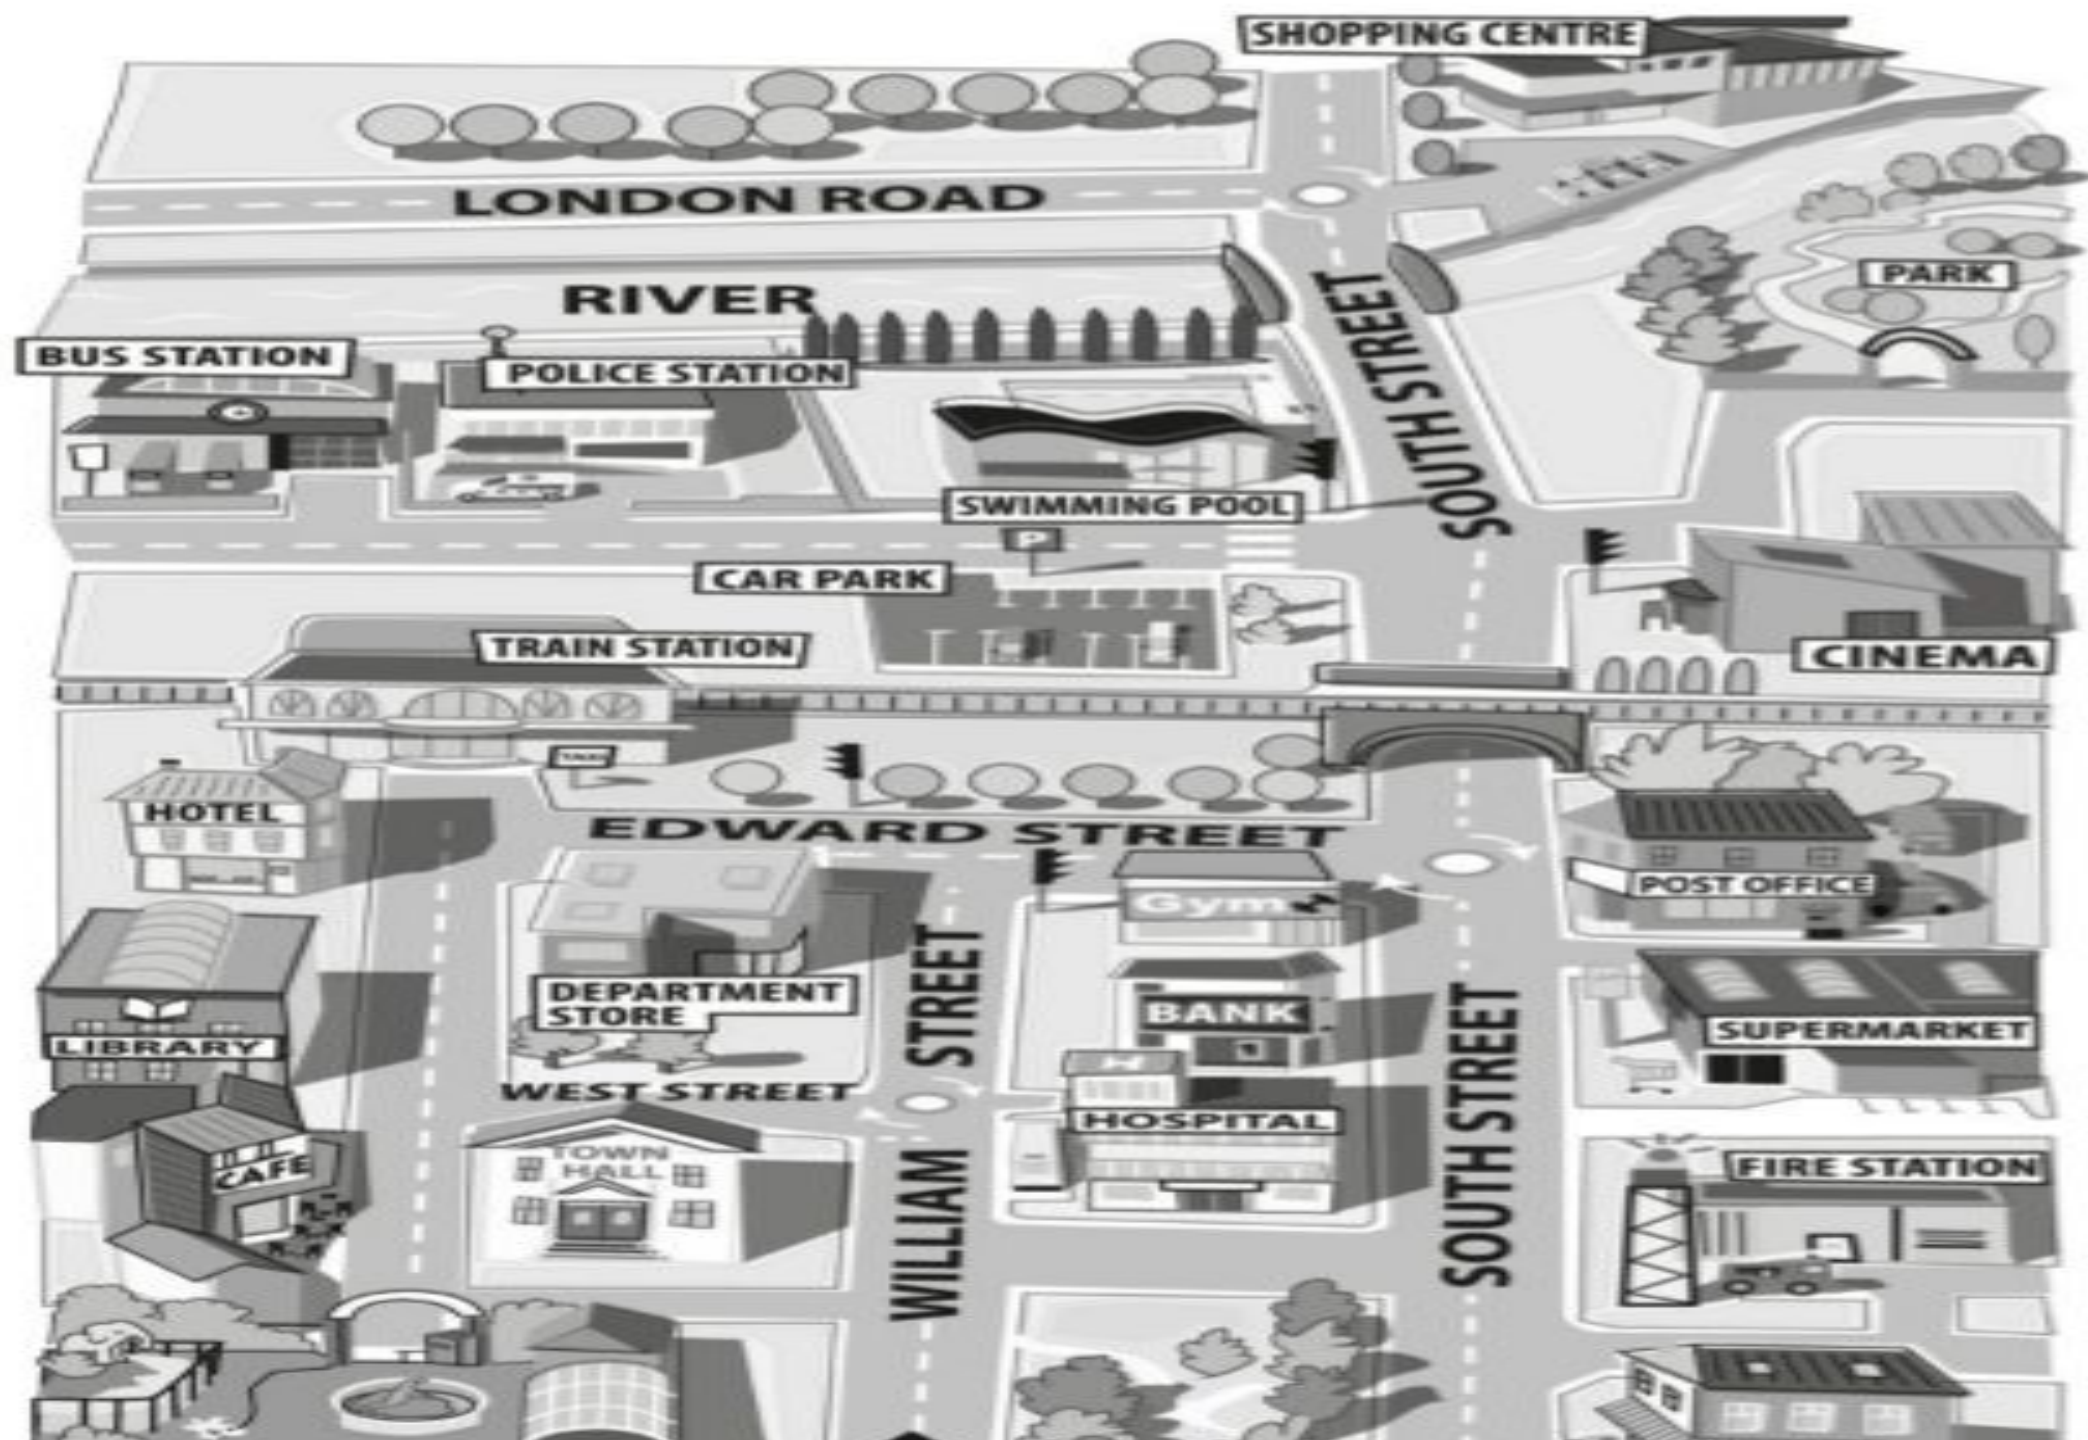 SHOPPING CENTRE
LONDON ROAD
RIVER
PARK
SOUTH STREET
BUS STATION
POLICE STATION
SWIMMING POOL
P
CAR PARK
TRAIN STATION
CINEMA
TAXI
HOTEL
EDWARD STREET
POST OFFICE
Gym
DEPARTMENT
STORE
WILLIAM STREET
BANK
SOUTH STREET
SUPERMARKET
LIBRARY
WEST STREET
H
HOSPITAL
TOWN
HALL
CAFE
FIRE STATION